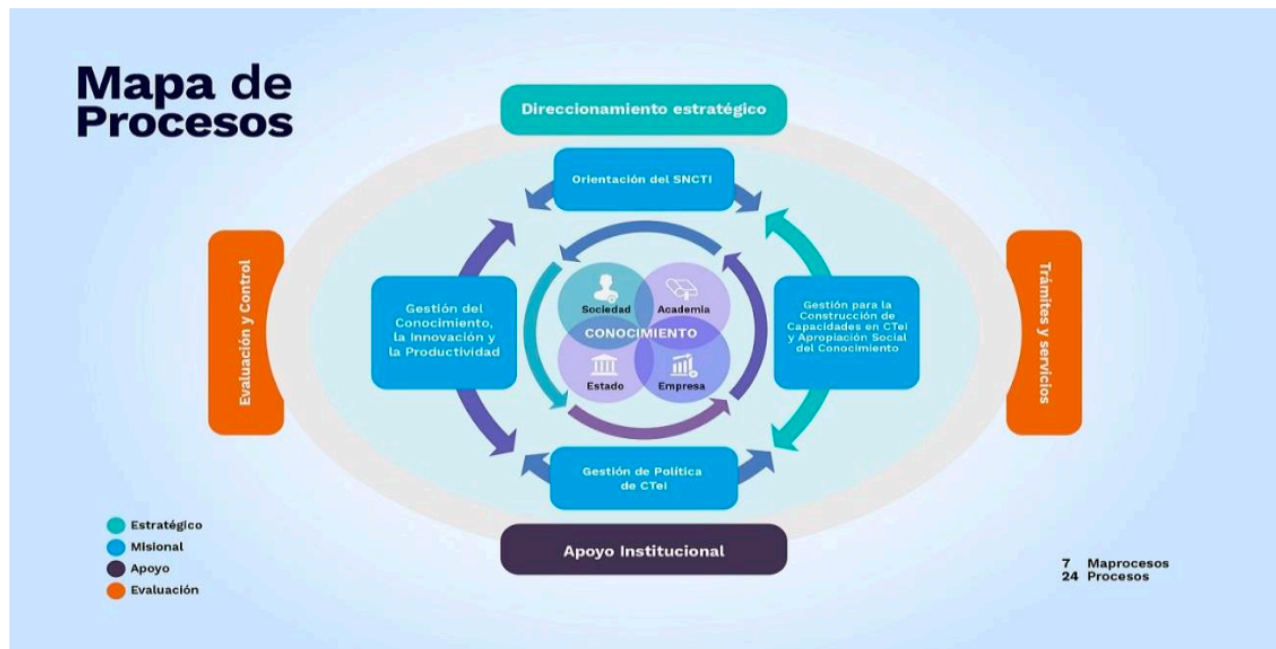 Mapa de
Procesos
Direccionamiento estratégico
Orientación del SNCTI
Evaluación y Control
Gestión del
Conocimiento,
la Innovación y
la Productividad
Sociedad
Academia
CONOCIMIENTO
Estado
Empresa
Gestión para la
Construcción de
Capacidades en CTeI
y Apropiación Social
del Conocimiento
Trámites y servicios
Gestión de Política
de CTeI
Apoyo Institucional
Estratégico
Misional
Apoyo
Evaluación
7 Maprocesos
24 Procesos